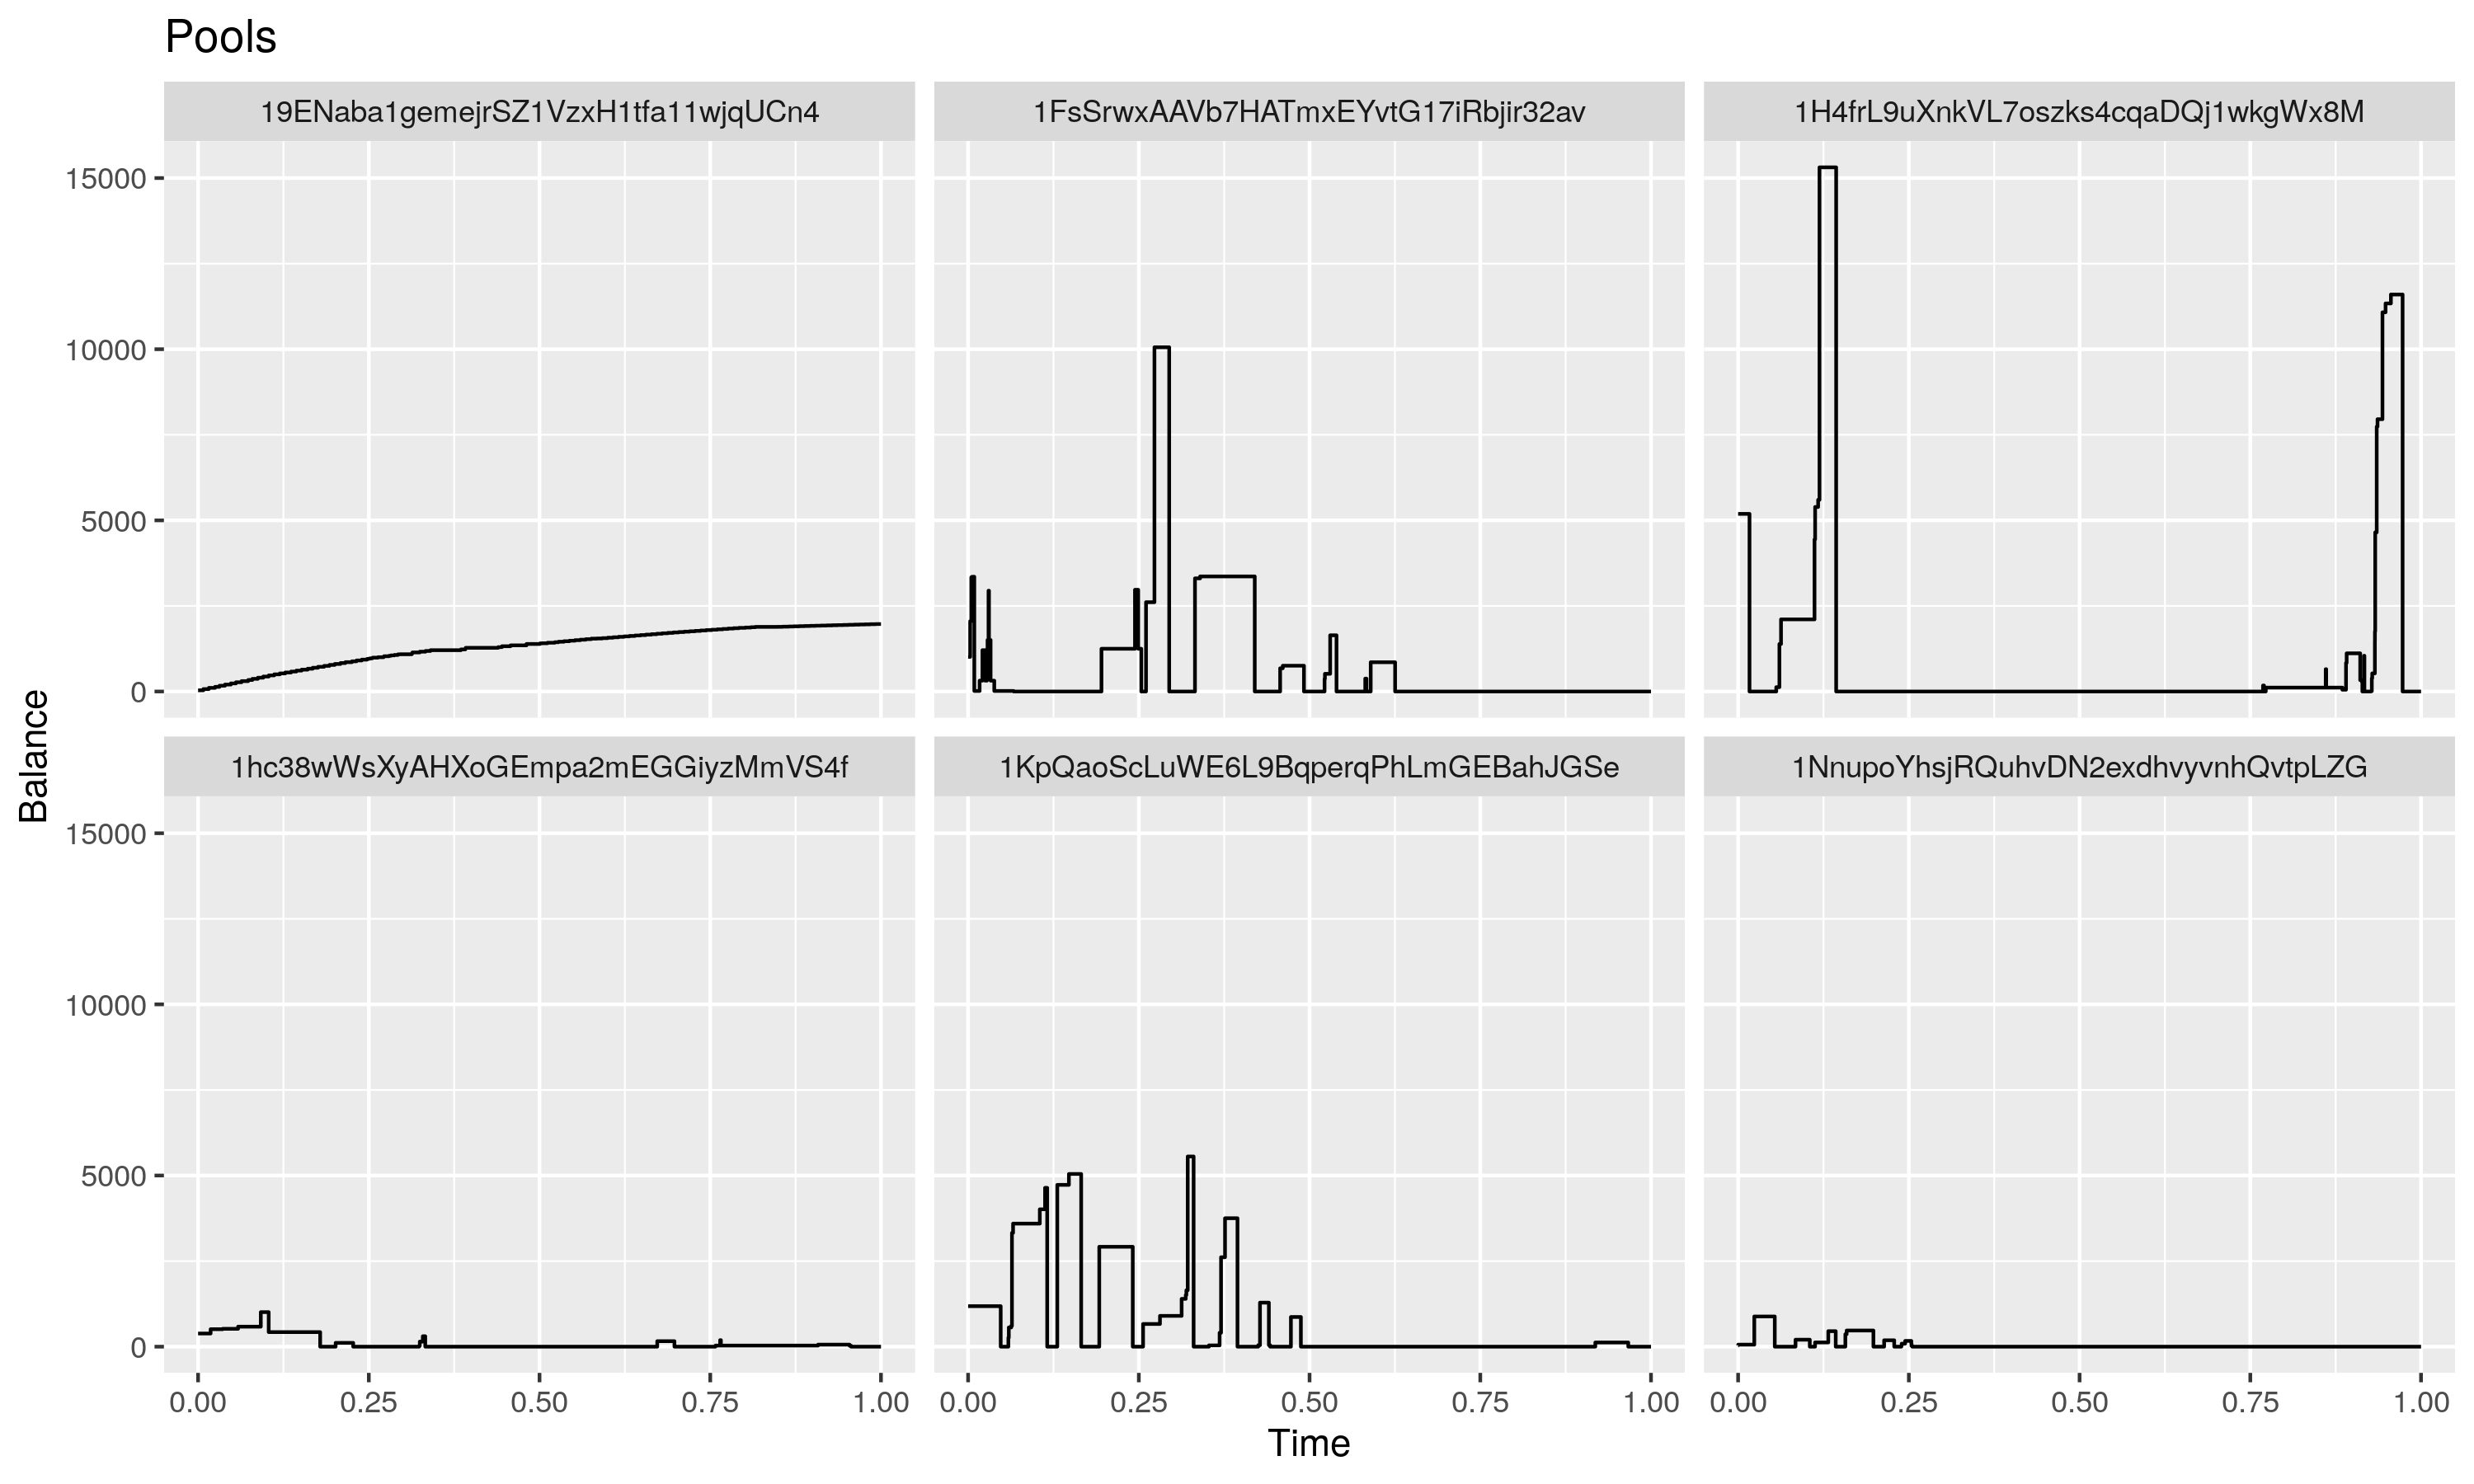 Pools
19ENaba1gemejrSZ1VzxH1tfa11wjqUCn4
1FsSrwxAAVb7HATmxEYvtG17iRbjir32av
1H4frL9uXnkVL7oszks4cqaDQj1wkgWx8M
15000
10000
5000
0
Balance
1hc38wWsXyAHXoGEmpa2mEGGiyzMmVS4f
1KpQaoScLuWE6L9BqperqPhLmGEBahJGSe
1NnupoYhsjRQuhvDN2exdhvyvnhQvtpLZG
15000
10000
5000
0
0.00 0.25 0.50 0.75 1.00 0.00 0.25 0.50 0.75 1.00 0.00 0.25 0.50 0.75 1.00
Time